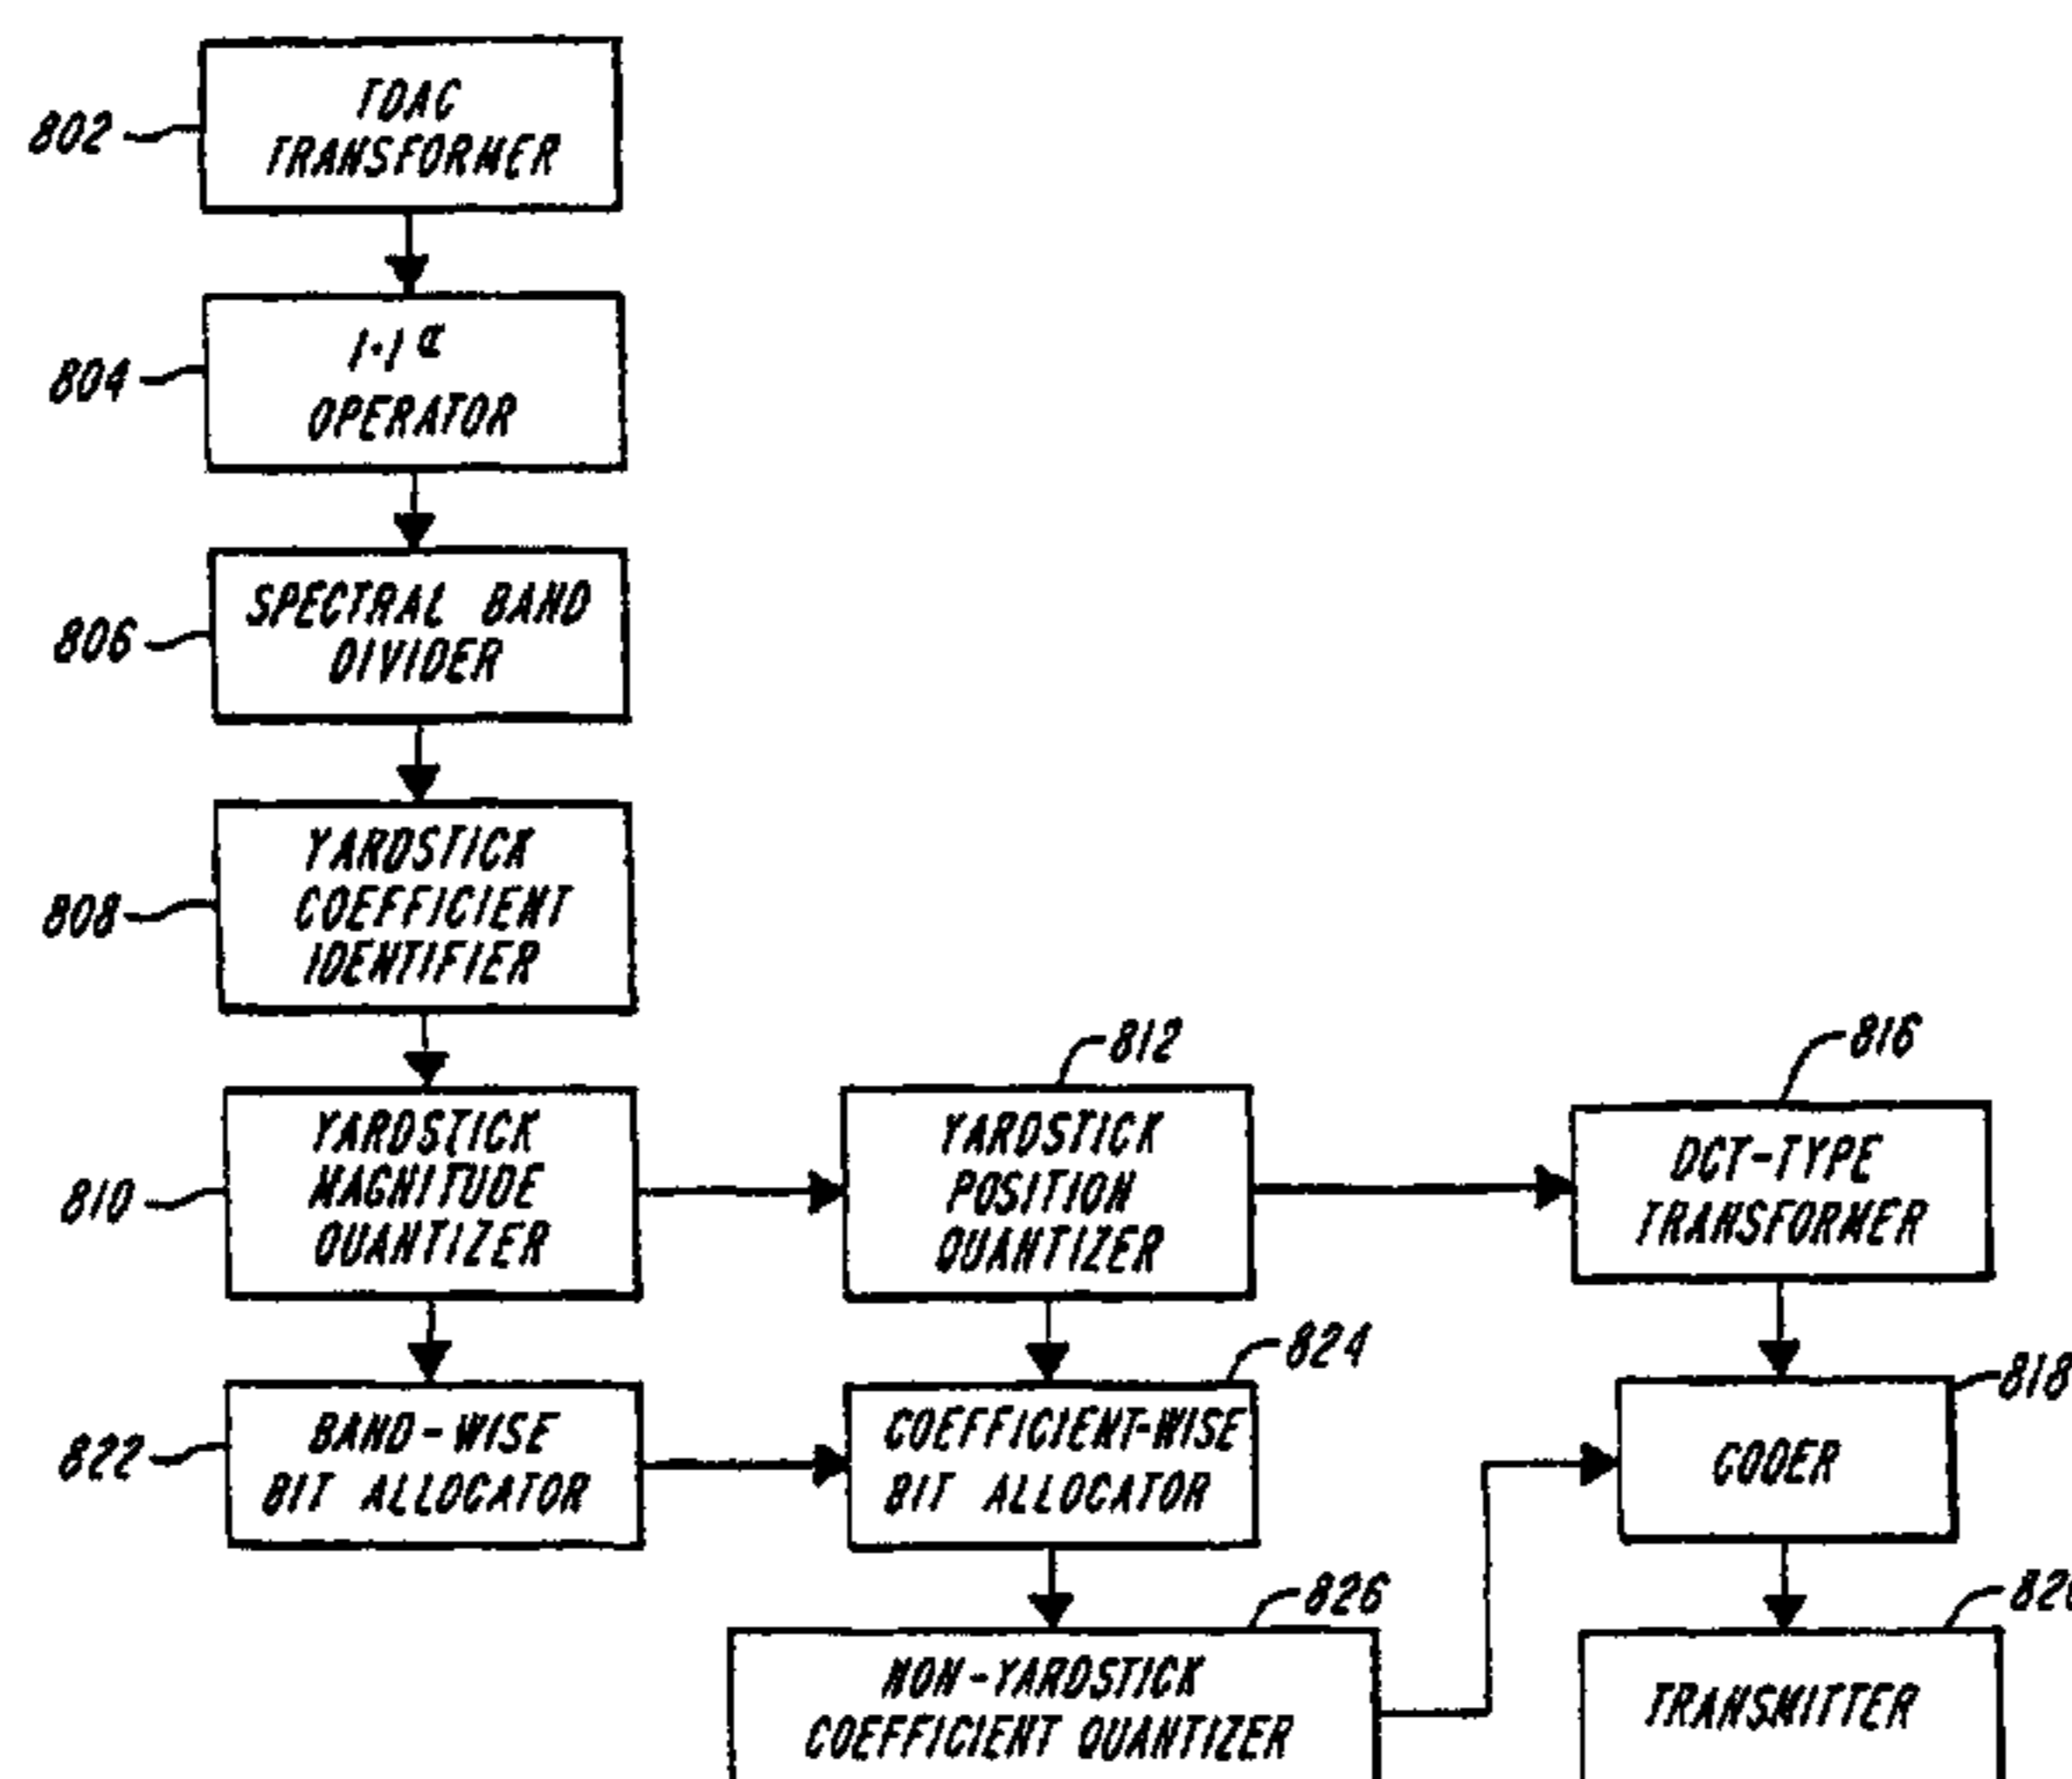 TDAC
TRANSFORMER
802
|·|α
OPERATOR
804
SPECTRAL BAND
DIVIDER
806
YARDSTICK
COEFFICIENT
IDENTIFIER
808
812
816
YARDSTICK
MAGNITUDE
QUANTIZER
810
YARDSTICK
POSITION
QUANTIZER
DCT-TYPE
TRANSFORMER
824
818
BAND-WISE
BIT ALLOCATOR
822
COEFFICIENT-WISE
BIT ALLOCATOR
CODER
826
NON-YARDSTICK
COEFFICIENT QUANTIZER
TRANSMITTER